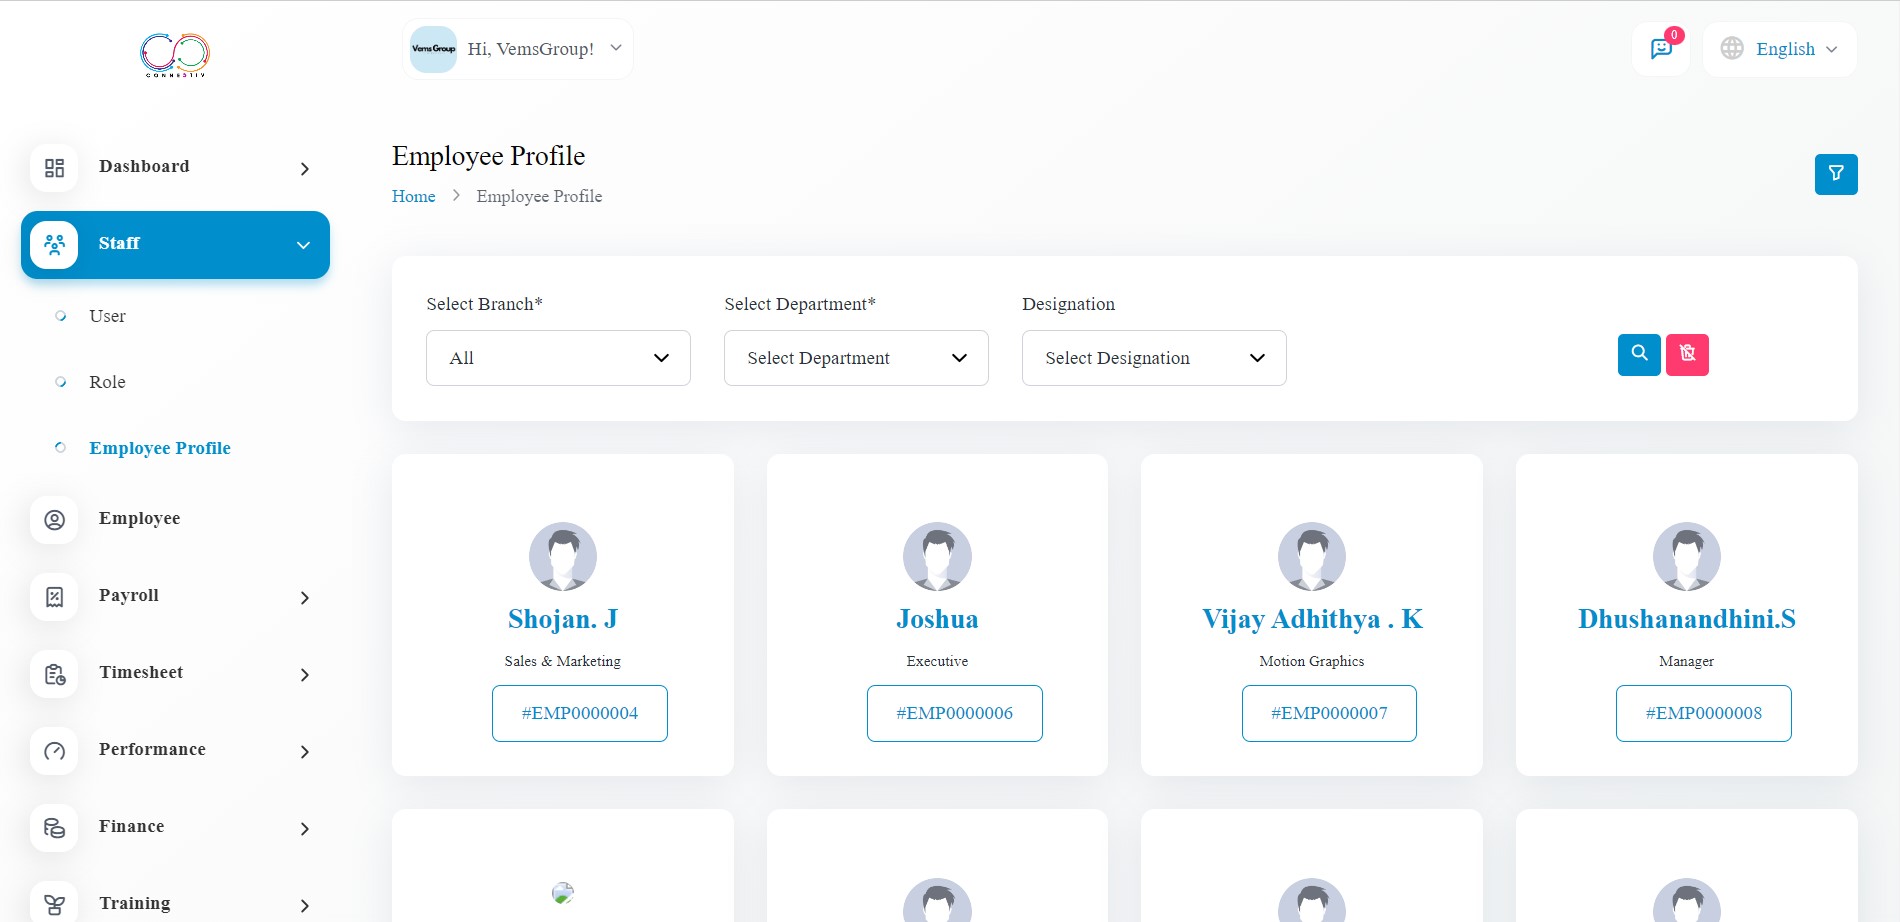 CONNE3TIV
Vems Group
Hi, VemsGroup!
0
English
Dashboard
Staff
User
Role
Employee Profile
Employee
Payroll
Timesheet
Performance
Finance
Training
Employee Profile
Home
Employee Profile
Select Branch*
Select Department*
Designation
All
Select Department
Select Designation
Shojan. J
Sales & Marketing
#EMP0000004
Joshua
Executive
#EMP0000006
Vijay Adhithya . K
Motion Graphics
#EMP0000007
Dhushanandhini.S
Manager
#EMP0000008